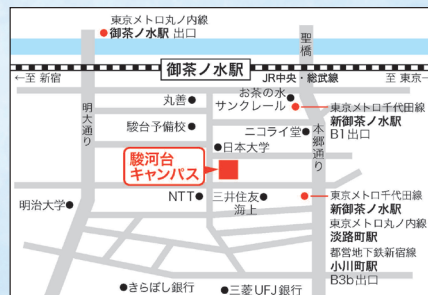 東京メトロ丸ノ内線
御茶ノ水駅 出口
聖橋
御茶ノ水駅
←至 新宿
JR中央・総武線
至 東京→
明大通り
丸善
お茶の水
サンクレール
東京メトロ千代田線
新御茶ノ水駅
B1出口
駿台予備校
ニコライ堂
本郷通り
日本大学
駿河台
キャンパス
明治大学
NTT
三井住友
海上
東京メトロ千代田線
新御茶ノ水駅
東京メトロ丸ノ内線
淡路町駅
都営地下鉄新宿線
小川町駅
B3b出口
きらぼし銀行
三菱UFJ銀行